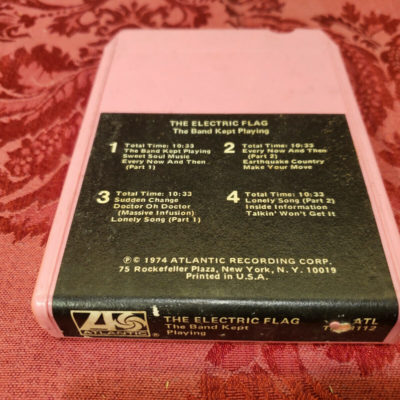 THE ELECTRIC FLAG
The Band Kept Playing
1 Total Time: 10:33
The Band Kept Playing
Sweet Soul Music
Every Now And Then
(Part 1)
2 Total Time: 10:33
Every Now And Then
(Part 2)
Earthquake Country
Make Your Move
3 Total Time: 10:33
Sudden Change
Doctor Oh Doctor
(Massive Infusion)
Lonely Song (Part 1)
4 Total Time: 10:33
Lonely Song (Part 2)
Inside Information
Talkin' Won't Get It
Ⓟ © 1974 ATLANTIC RECORDING CORP.
75 Rockefeller Plaza, New York, N. Y. 10019
Printed in U.S.A.
ATLANTIC ®
THE ELECTRIC FLAG
The Band Kept
Playing
ATL